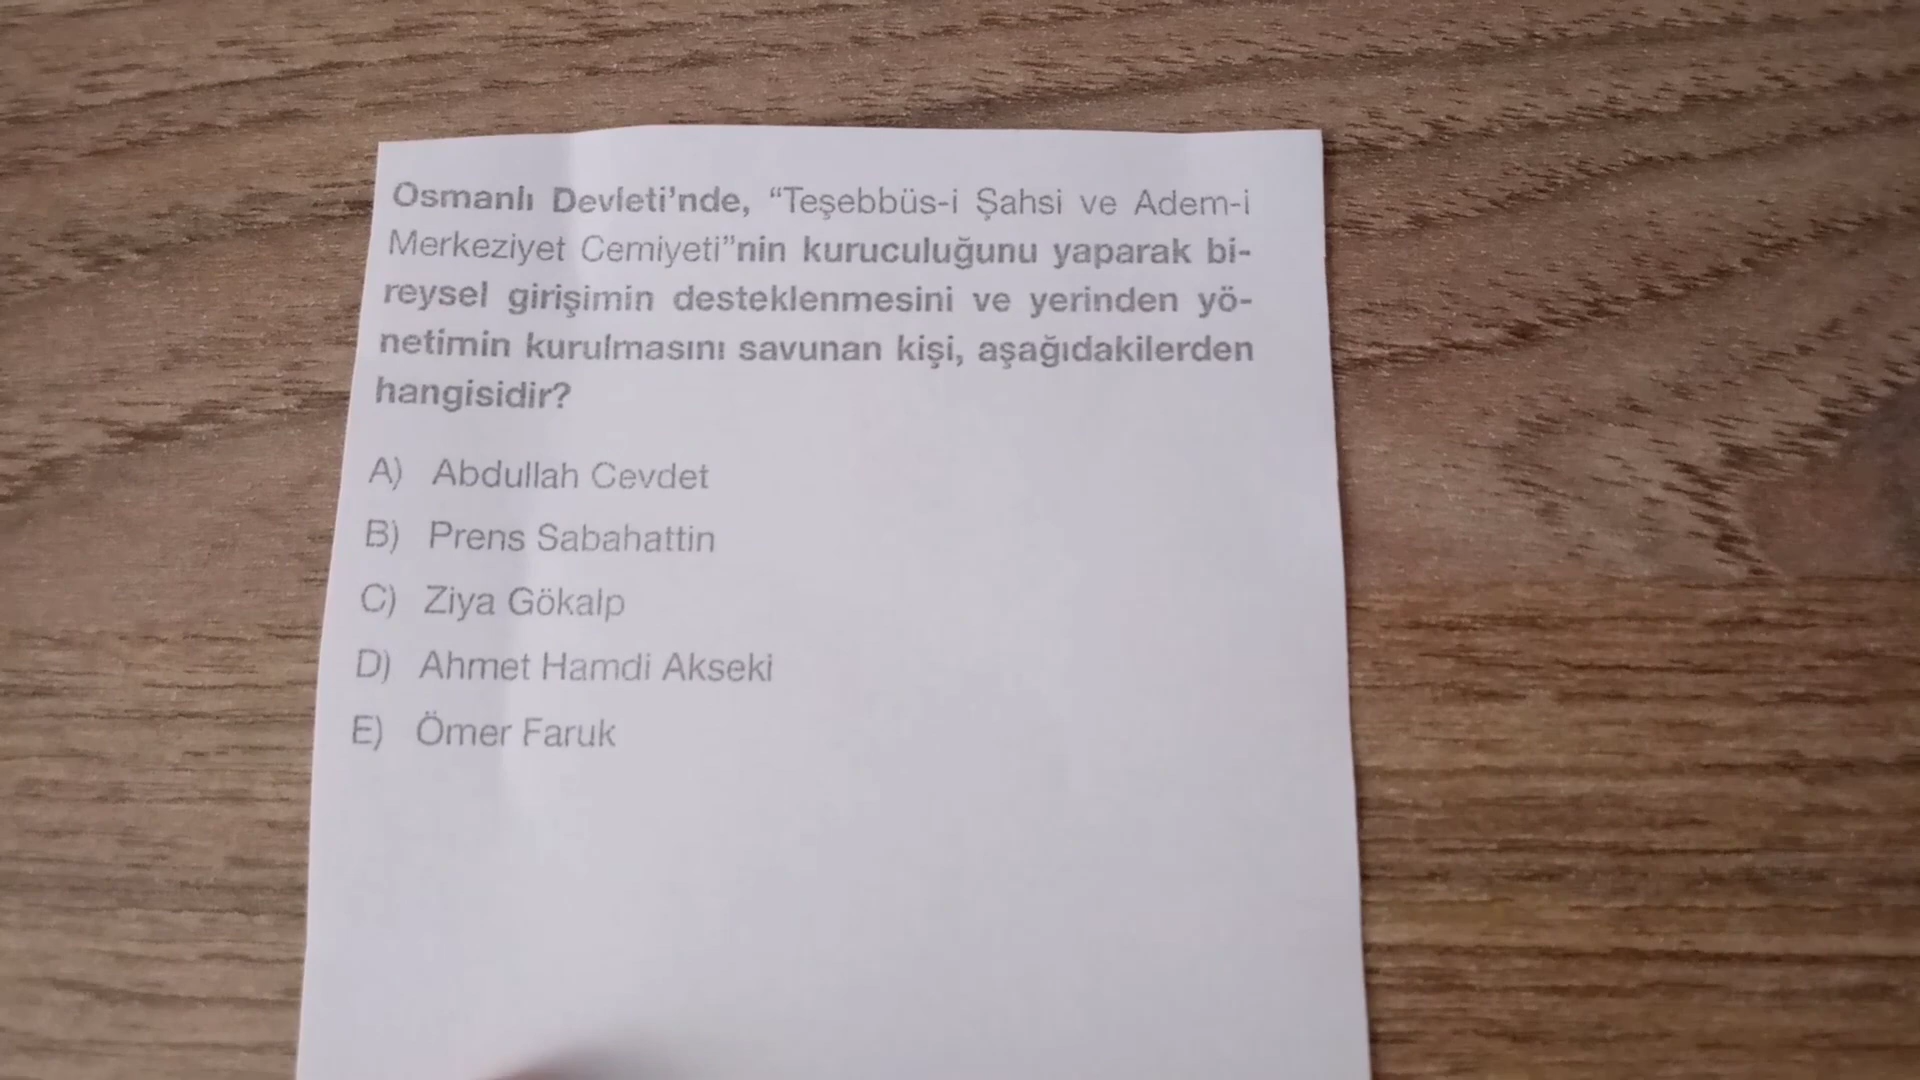 Osmanlı Devleti'nde, “Teşebbüs-i Şahsi ve Adem-i
Merkeziyet Cemiyeti”nin kuruculuğunu yaparak bi-
reysel girişimin desteklenmesini ve yerinden yö-
netimin kurulmasını savunan kişi, aşağıdakilerden
hangisidir?
A) Abdullah Cevdet
B) Prens Sabahattin
C) Ziya Gökalp
D) Ahmet Hamdi Akseki
E) Ömer Faruk